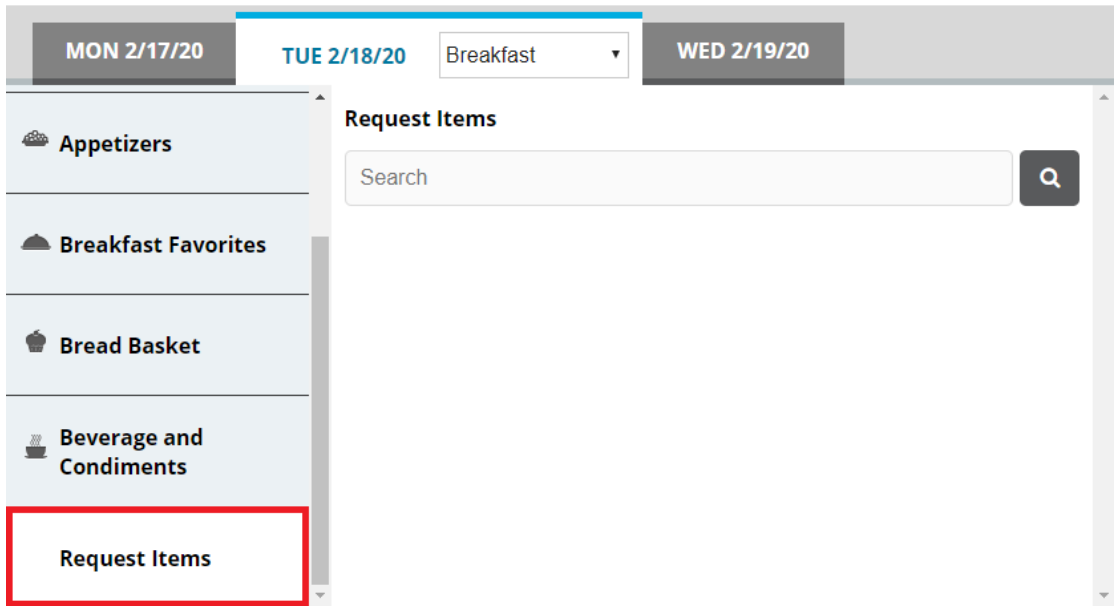 MON 2/17/20
TUE 2/18/20
Breakfast
WED 2/19/20
Appetizers
Breakfast Favorites
Bread Basket
Beverage and
Condiments
Request Items
Request Items
Search